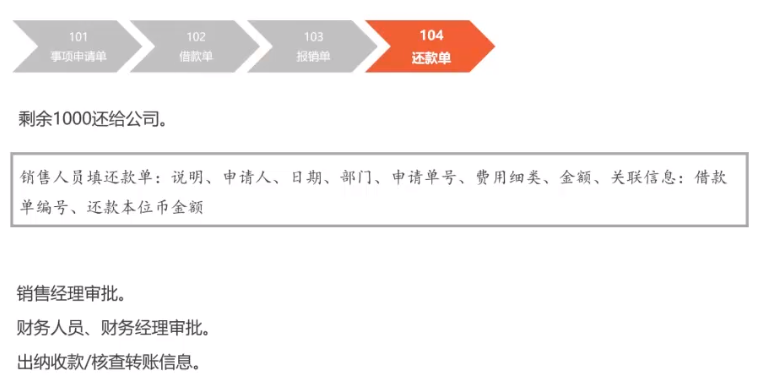 101
事项申请单
102
借款单
103
报销单
104
还款单
剩余1000还给公司。
销售人员填还款单：说明、申请人、日期、部门、申请单号、费用细类、金额、关联信息：借款
单编号、还款本位币金额
销售经理审批。
财务人员、财务经理审批。
出纳收款/核查转账信息。